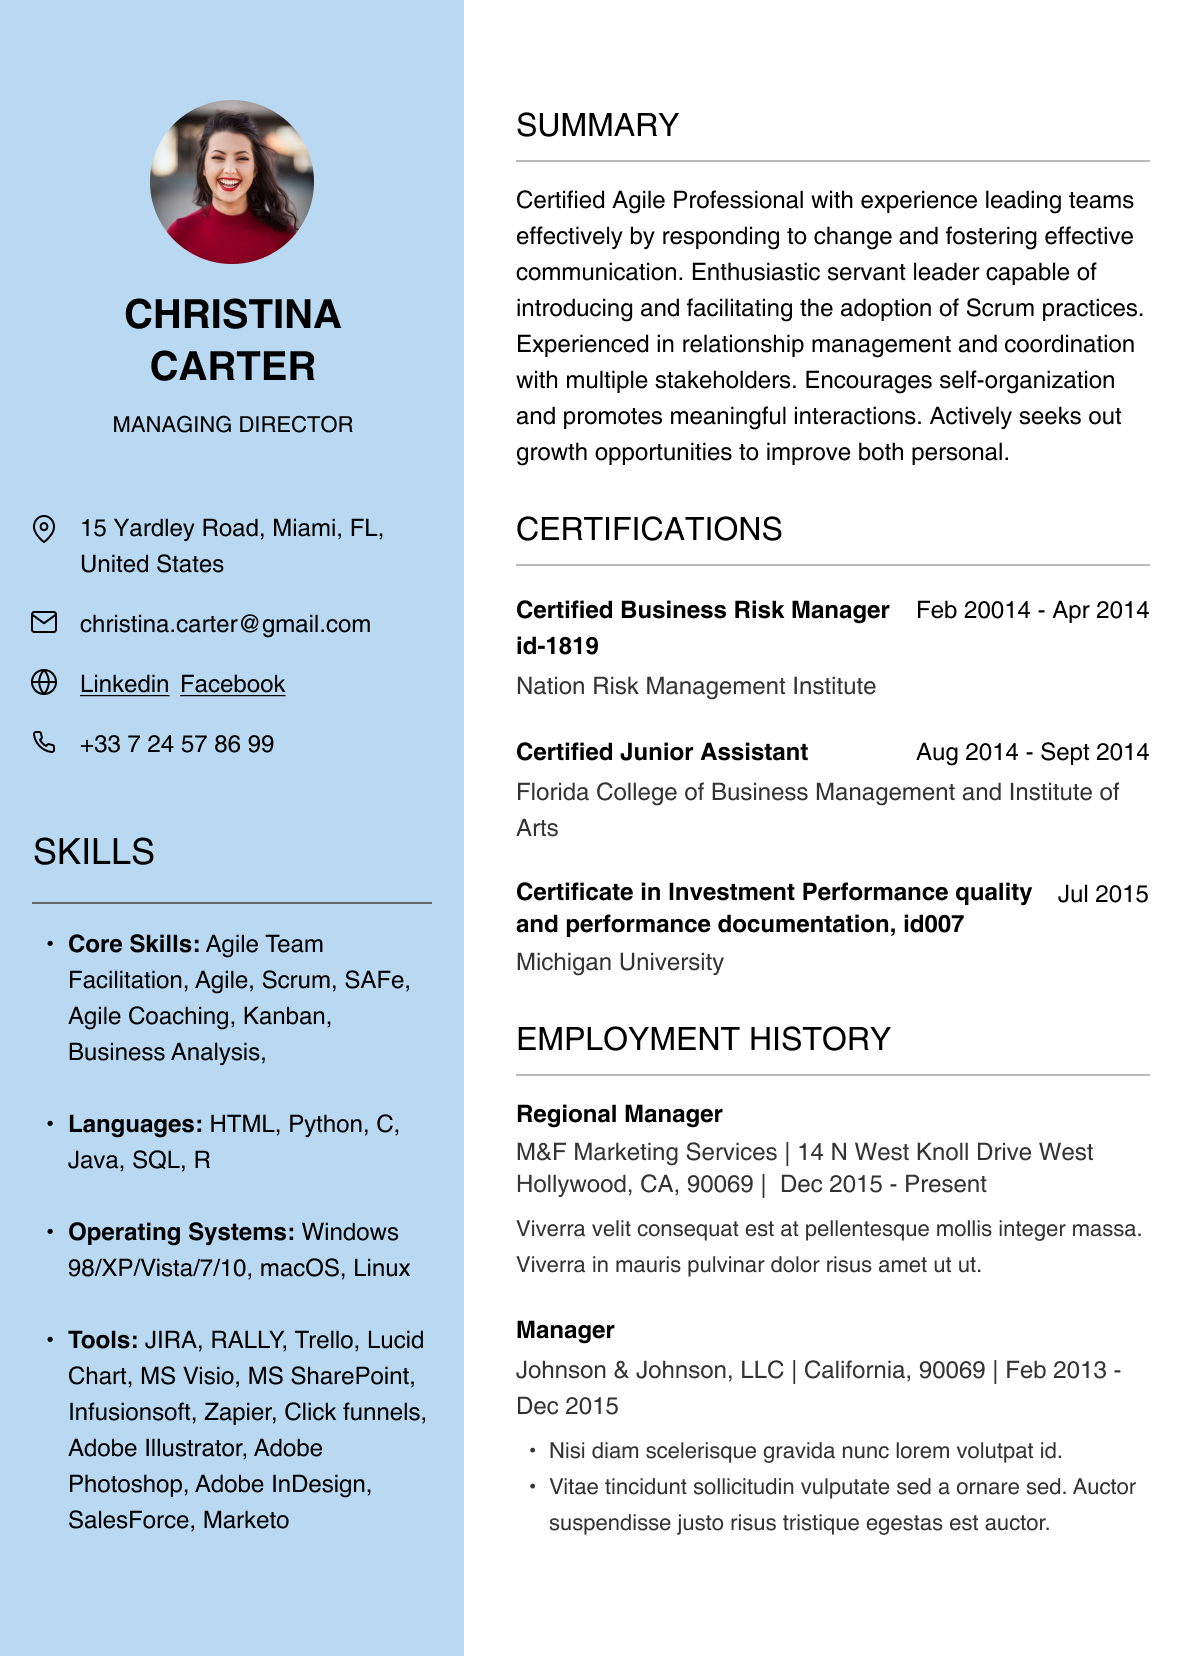 CHRISTINA
CARTER
MANAGING DIRECTOR
15 Yardley Road, Miami, FL,
United States
christina.carter@gmail.com
Linkedin Facebook
+33 7 24 57 86 99
SKILLS
• Core Skills: Agile Team
Facilitation, Agile, Scrum, SAFe,
Agile Coaching, Kanban,
Business Analysis,
• Languages: HTML, Python, C,
Java, SQL, R
• Operating Systems: Windows
98/XP/Vista/7/10, macOS, Linux
• Tools: JIRA, RALLY, Trello, Lucid
Chart, MS Visio, MS SharePoint,
Infusionsoft, Zapier, Click funnels,
Adobe Illustrator, Adobe
Photoshop, Adobe InDesign,
SalesForce, Marketo
SUMMARY
Certified Agile Professional with experience leading teams
effectively by responding to change and fostering effective
communication. Enthusiastic servant leader capable of
introducing and facilitating the adoption of Scrum practices.
Experienced in relationship management and coordination
with multiple stakeholders. Encourages self-organization
and promotes meaningful interactions. Actively seeks out
growth opportunities to improve both personal.
CERTIFICATIONS
Certified Business Risk Manager Feb 20014 - Apr 2014
id-1819
Nation Risk Management Institute
Certified Junior Assistant Aug 2014 - Sept 2014
Florida College of Business Management and Institute of
Arts
Certificate in Investment Performance quality Jul 2015
and performance documentation, id007
Michigan University
EMPLOYMENT HISTORY
Regional Manager
M&F Marketing Services | 14 N West Knoll Drive West
Hollywood, CA, 90069 | Dec 2015 - Present
Viverra velit consequat est at pellentesque mollis integer massa.
Viverra in mauris pulvinar dolor risus amet ut ut.
Manager
Johnson & Johnson, LLC | California, 90069 | Feb 2013 -
Dec 2015
• Nisi diam scelerisque gravida nunc lorem volutpat id.
• Vitae tincidunt sollicitudin vulputate sed a ornare sed. Auctor
suspendisse justo risus tristique egestas est auctor.